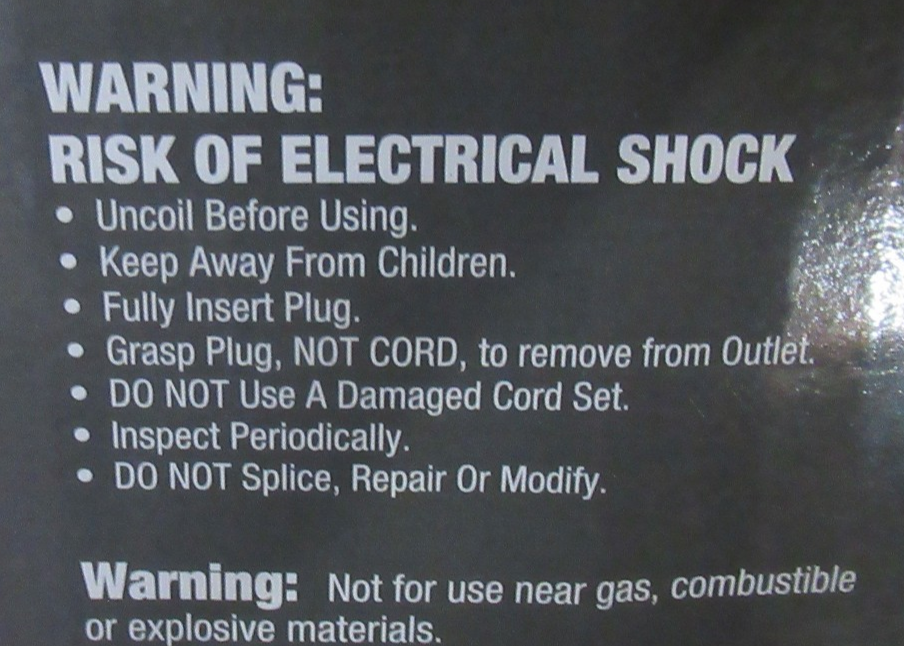 WARNING:
RISK OF ELECTRICAL SHOCK
• Uncoil Before Using.
• Keep Away From Children.
• Fully Insert Plug.
• Grasp Plug, NOT CORD, to remove from Outlet.
• DO NOT Use A Damaged Cord Set.
• Inspect Periodically.
• DO NOT Splice, Repair Or Modify.
Warning: Not for use near gas, combustible
or explosive materials.